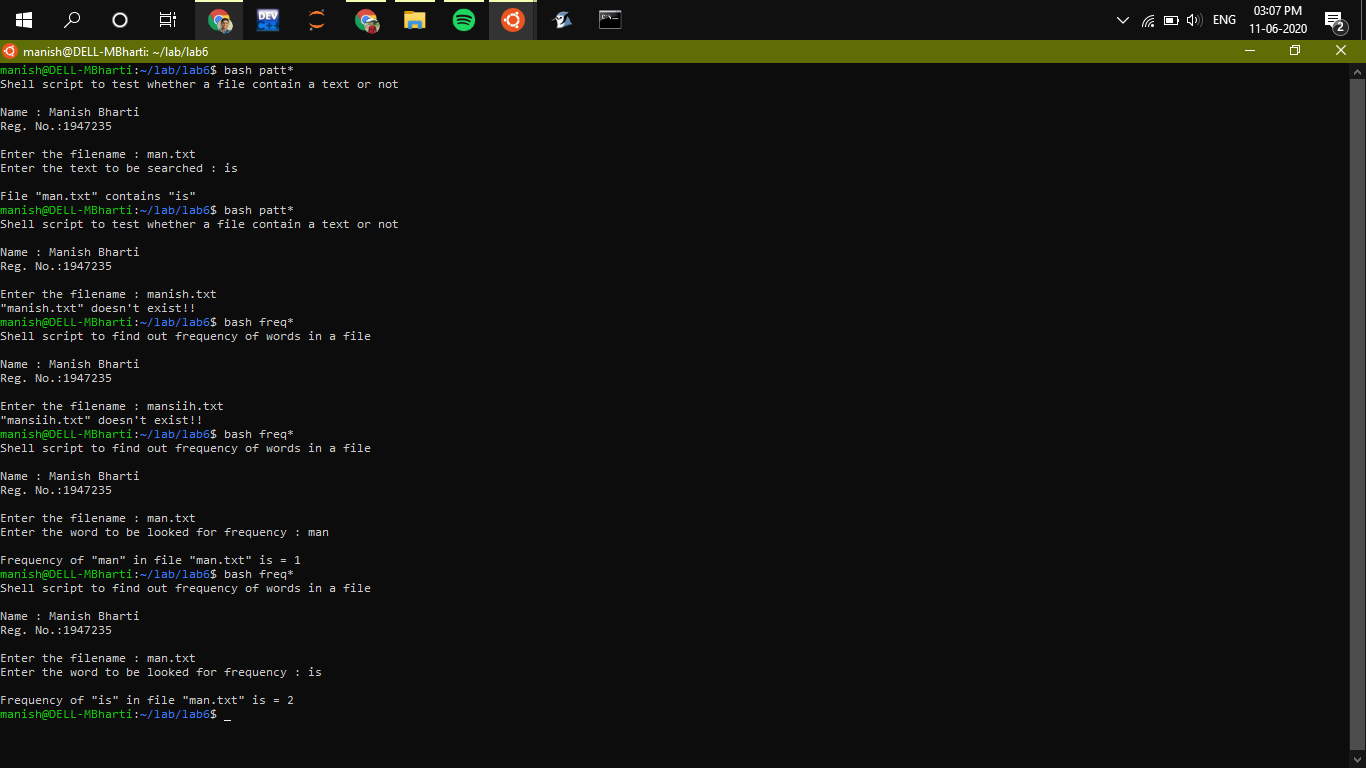 DEV
C++
C:\_
ENG
03:07 PM
11-06-2020
2
manish@DELL-MBharti: ~/lab/lab6
manish@DELL-MBharti:~/lab/lab6$ bash patt*
Shell script to test whether a file contain a text or not
Name : Manish Bharti
Reg. No.:1947235
Enter the filename : man.txt
Enter the text to be searched : is
File "man.txt" contains "is"
manish@DELL-MBharti:~/lab/lab6$ bash patt*
Shell script to test whether a file contain a text or not
Name : Manish Bharti
Reg. No.:1947235
Enter the filename : manish.txt
"manish.txt" doesn't exist!!
manish@DELL-MBharti:~/lab/lab6$ bash freq*
Shell script to find out frequency of words in a file
Name : Manish Bharti
Reg. No.:1947235
Enter the filename : mansiih.txt
"mansiih.txt" doesn't exist!!
manish@DELL-MBharti:~/lab/lab6$ bash freq*
Shell script to find out frequency of words in a file
Name : Manish Bharti
Reg. No.:1947235
Enter the filename : man.txt
Enter the word to be looked for frequency : man
Frequency of "man" in file "man.txt" is = 1
manish@DELL-MBharti:~/lab/lab6$ bash freq*
Shell script to find out frequency of words in a file
Name : Manish Bharti
Reg. No.:1947235
Enter the filename : man.txt
Enter the word to be looked for frequency : is
Frequency of "is" in file "man.txt" is = 2
manish@DELL-MBharti:~/lab/lab6$ _